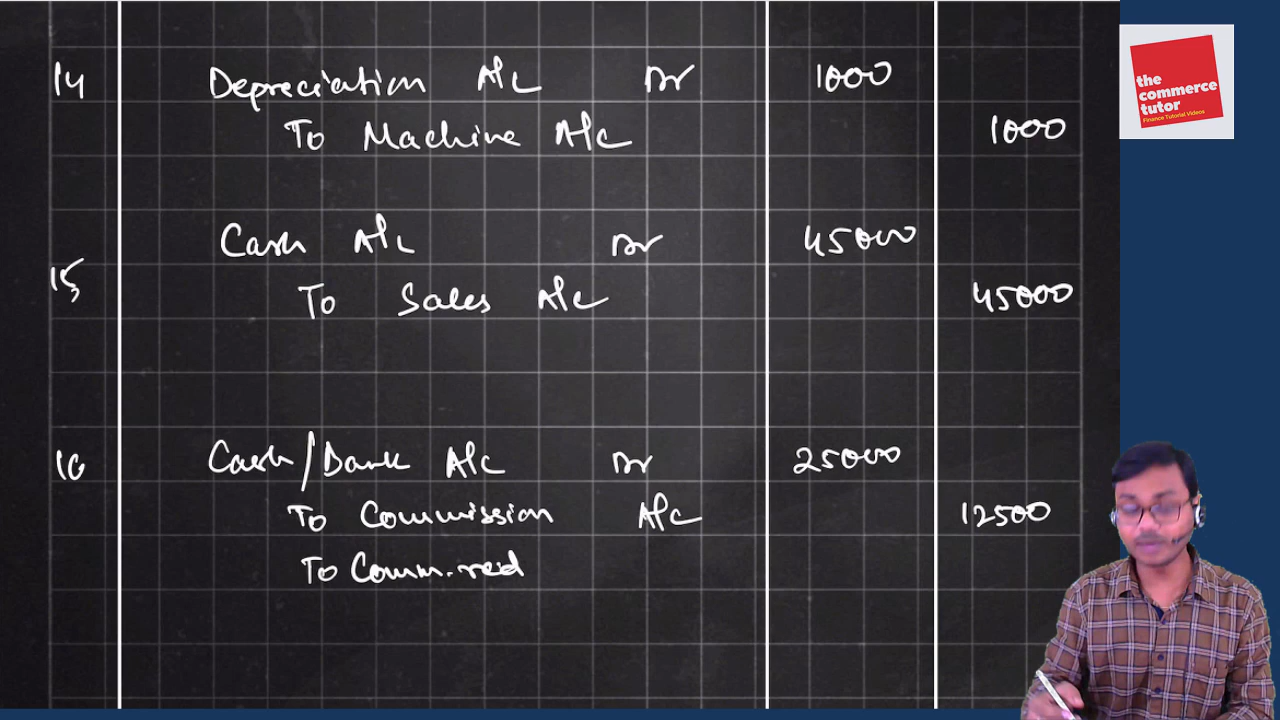 14 Depreciation A/c Dr 1000
To Machine A/c 1000
Cash A/c Dr 45000
15 To Sales A/c 45000
16 Cash/Bank A/c Dr 25000
To Commission A/c 12500
To Comm. recd
the
commerce
tutor
Finance Tutorial Videos